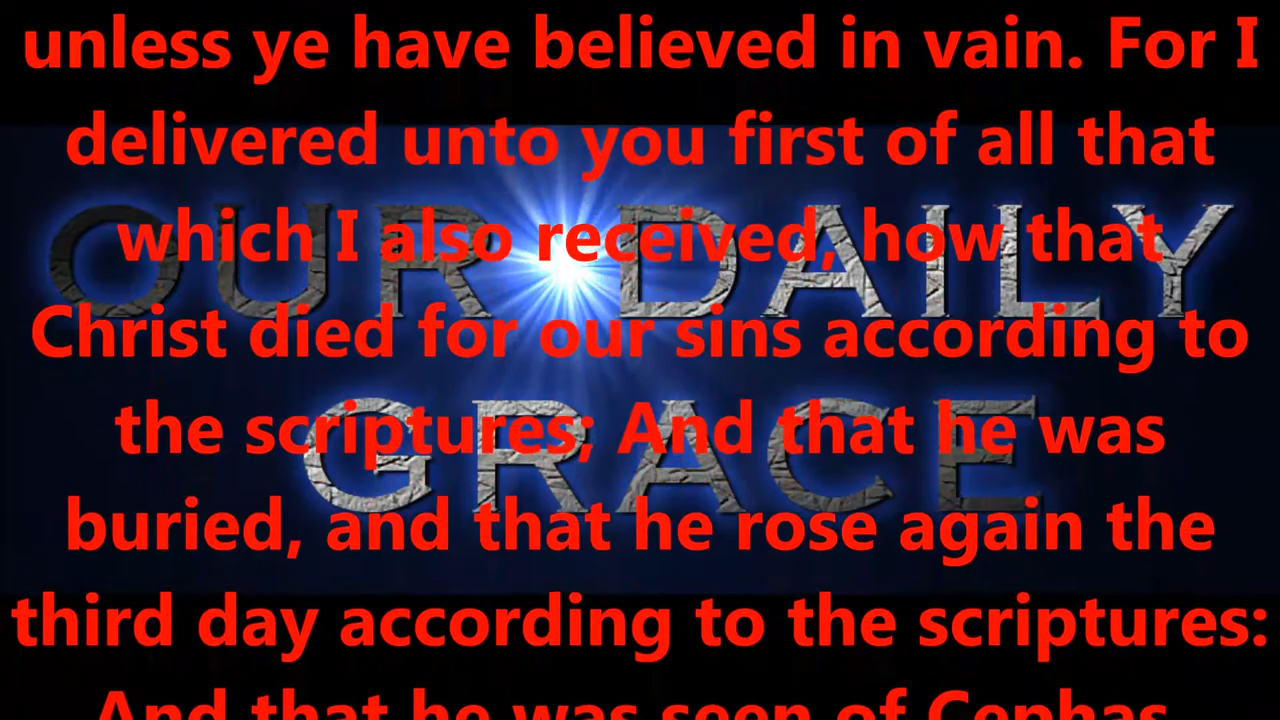 unless ye have believed in vain. For I
delivered unto you first of all that
which I also received, how that
Christ died for our sins according to
the scriptures; And that he was
buried, and that he rose again the
third day according to the scriptures:
And that he was seen of Cephas,
OUR DAILY
GRACE